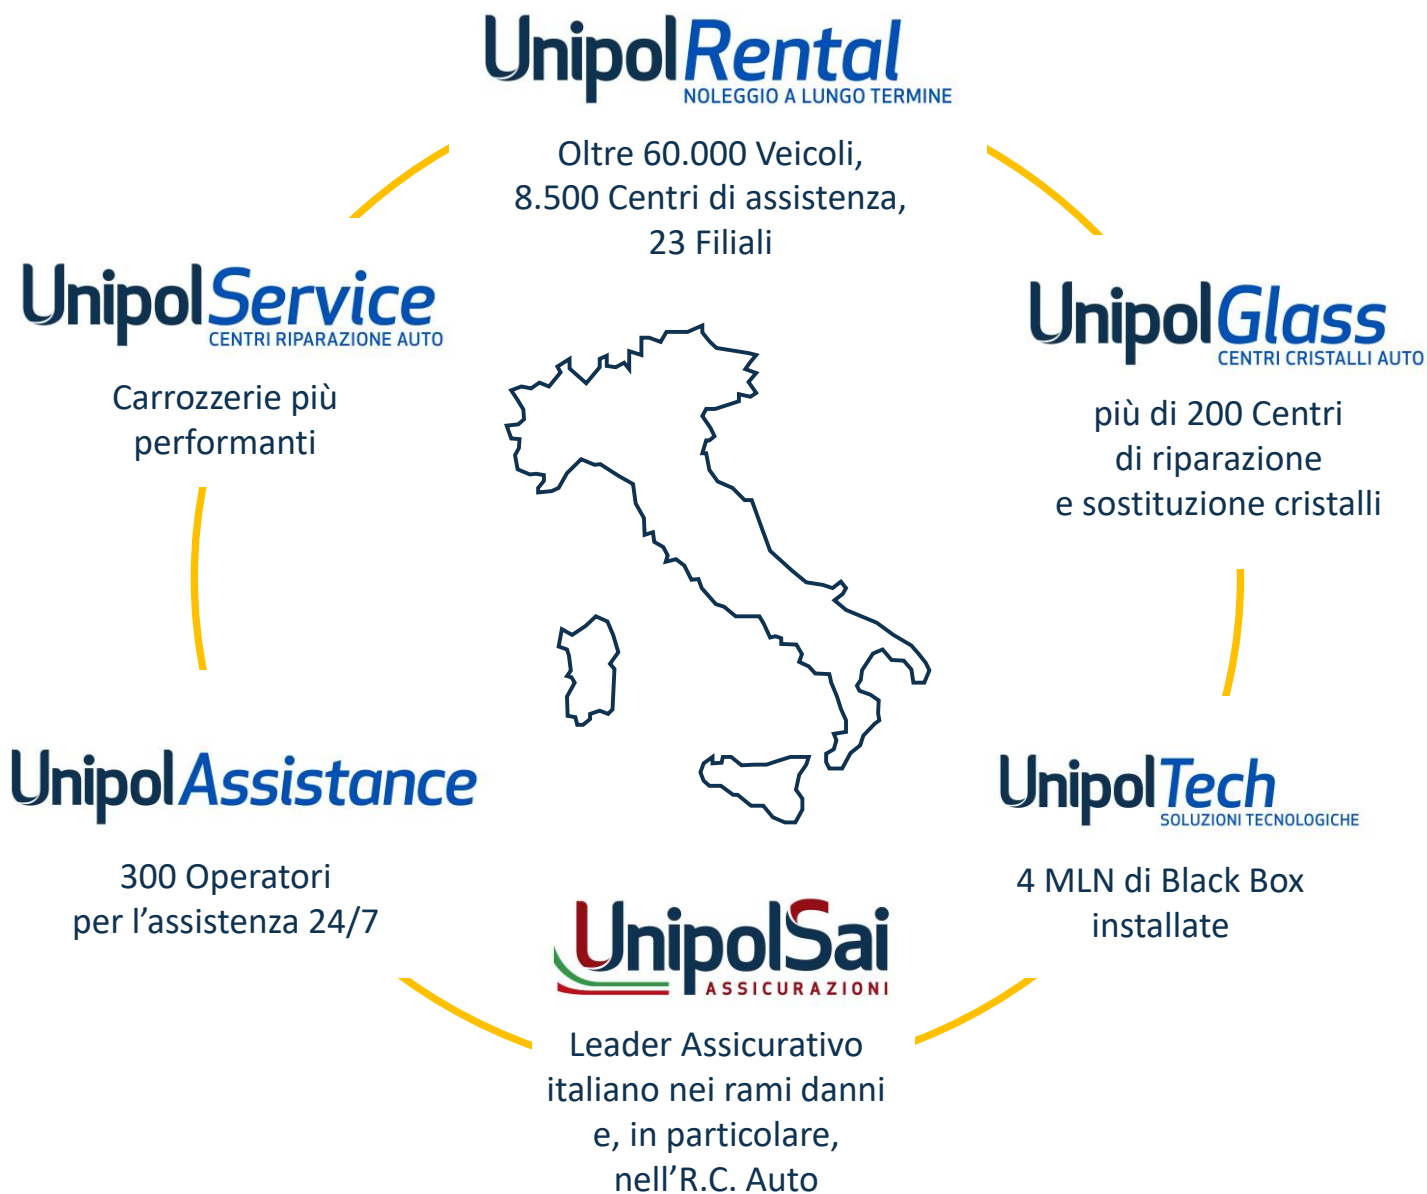 UnipolRental
NOLEGGIO A LUNGO TERMINE
Oltre 60.000 Veicoli,
8.500 Centri di assistenza,
23 Filiali
UnipolService
CENTRI RIPARAZIONE AUTO
Carrozzerie più
performanti
UnipolGlass
CENTRI CRISTALLI AUTO
più di 200 Centri
di riparazione
e sostituzione cristalli
UnipolAssistance
300 Operatori
per l’assistenza 24/7
UnipolTech
SOLUZIONI TECNOLOGICHE
4 MLN di Black Box
installate
UnipolSai
ASSICURAZIONI
Leader Assicurativo
italiano nei rami danni
e, in particolare,
nell’R.C. Auto